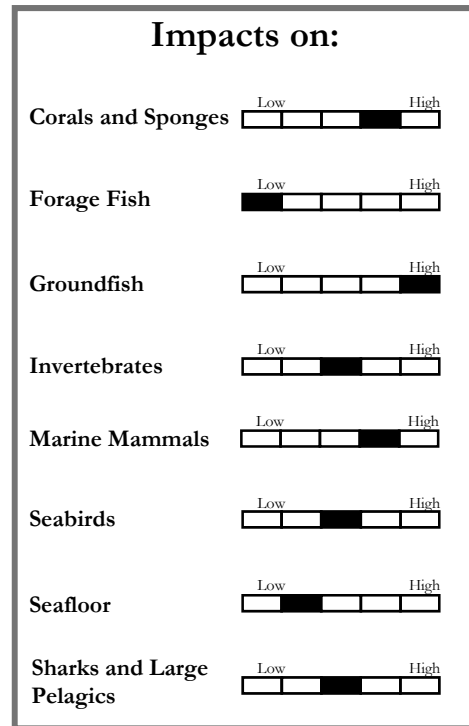 Impacts on:
Low High
Corals and Sponges
Low High
Forage Fish
Low High
Groundfish
Low High
Invertebrates
Low High
Marine Mammals
Low High
Seabirds
Low High
Seafloor
Low High
Sharks and Large
Pelagics